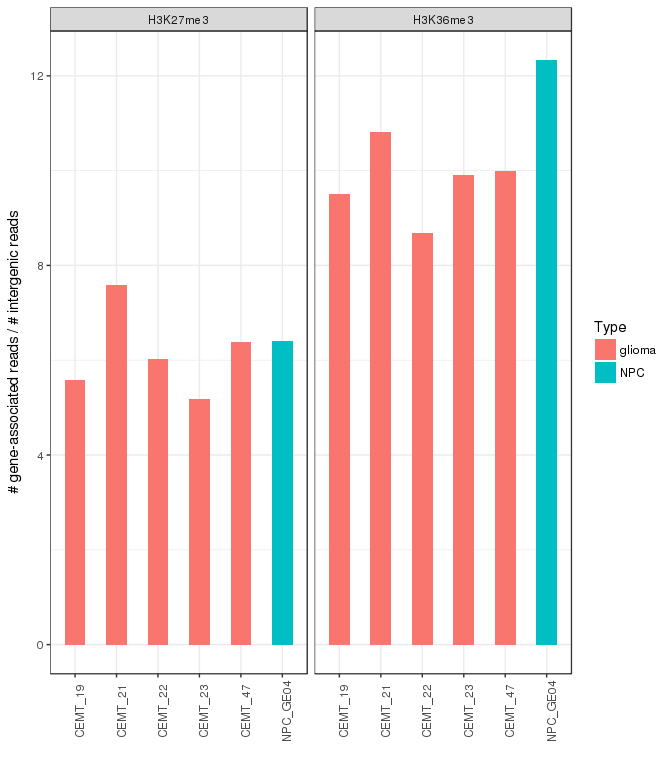 H3K27me3 H3K36me3
# gene-associated reads / # intergenic reads
12
8
4
0
CEMT_19 CEMT_21 CEMT_22 CEMT_23 CEMT_47 NPC_GE04 CEMT_19 CEMT_21 CEMT_22 CEMT_23 CEMT_47 NPC_GE04
Type
glioma
NPC